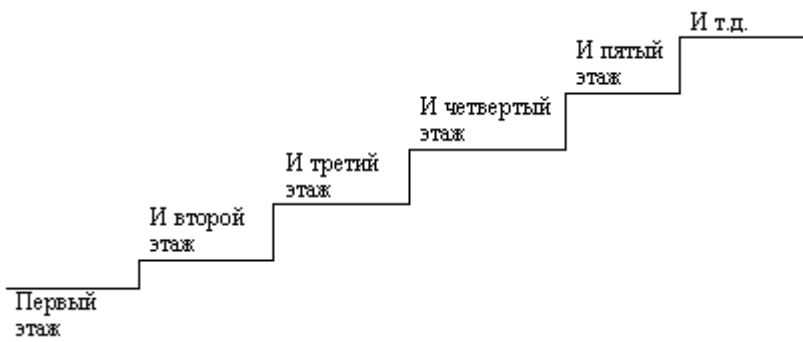 Первый
этаж
И второй
этаж
И третий
этаж
И четвертый
этаж
И пятый
этаж
И т.д.